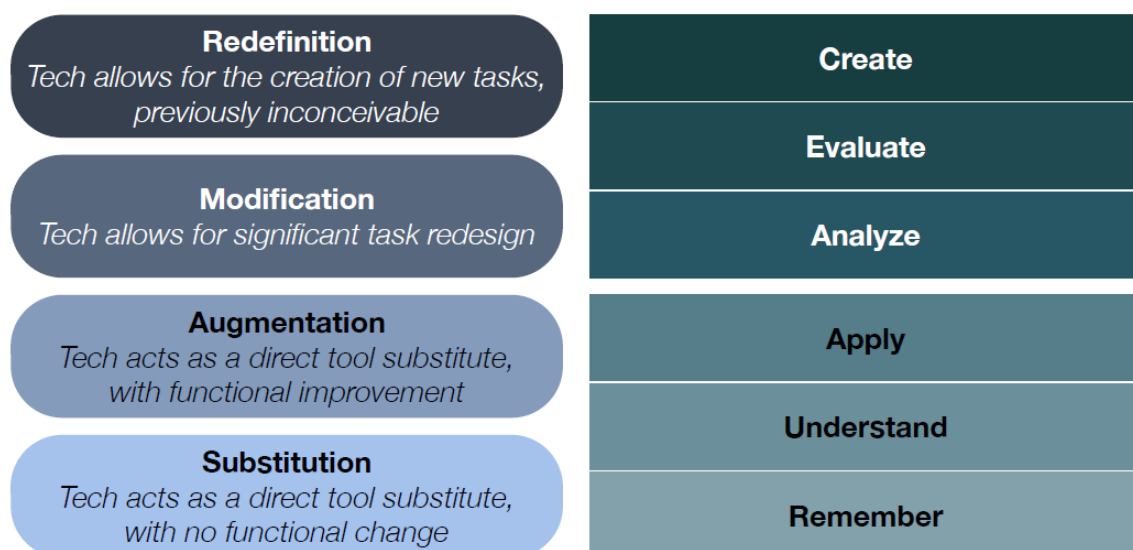 Redefinition
Tech allows for the creation of new tasks,
previously inconceivable
Modification
Tech allows for significant task redesign
Augmentation
Tech acts as a direct tool substitute,
with functional improvement
Substitution
Tech acts as a direct tool substitute,
with no functional change
Create
Evaluate
Analyze
Apply
Understand
Remember